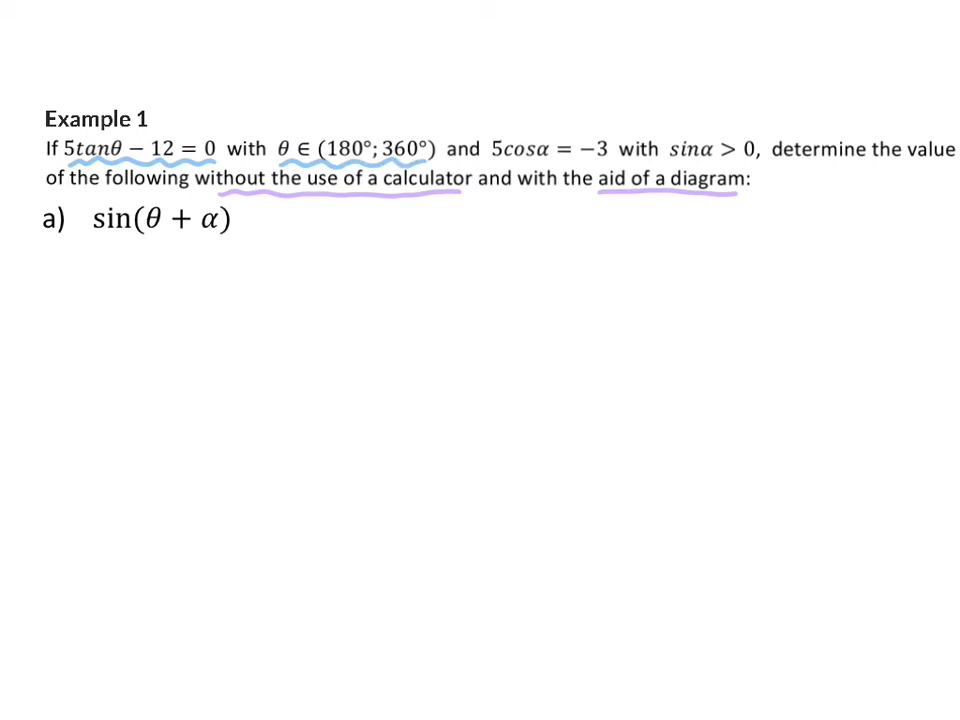 Example 1
If 5tanθ − 12 = 0 with θ ∈ (180°; 360°) and 5cosα = −3 with sinα > 0, determine the value
of the following without the use of a calculator and with the aid of a diagram:
a) sin(θ + α)